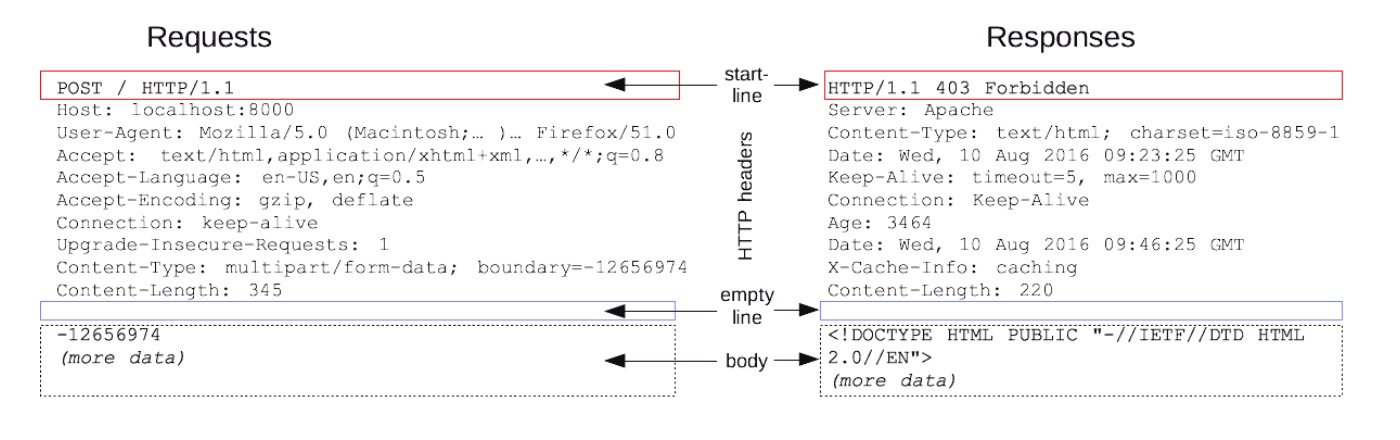 Requests
POST / HTTP/1.1
Host: localhost:8000
User-Agent: Mozilla/5.0 (Macintosh;… )… Firefox/51.0
Accept: text/html,application/xhtml+xml,…,*/*;q=0.8
Accept-Language: en-US,en;q=0.5
Accept-Encoding: gzip, deflate
Connection: keep-alive
Upgrade-Insecure-Requests: 1
Content-Type: multipart/form-data; boundary=-12656974
Content-Length: 345
-12656974
(more data)
start-
line
HTTP headers
empty
line
body
Responses
HTTP/1.1 403 Forbidden
Server: Apache
Content-Type: text/html; charset=iso-8859-1
Date: Wed, 10 Aug 2016 09:23:25 GMT
Keep-Alive: timeout=5, max=1000
Connection: Keep-Alive
Age: 3464
Date: Wed, 10 Aug 2016 09:46:25 GMT
X-Cache-Info: caching
Content-Length: 220
<!DOCTYPE HTML PUBLIC "-//IETF//DTD HTML
2.0//EN">
(more data)